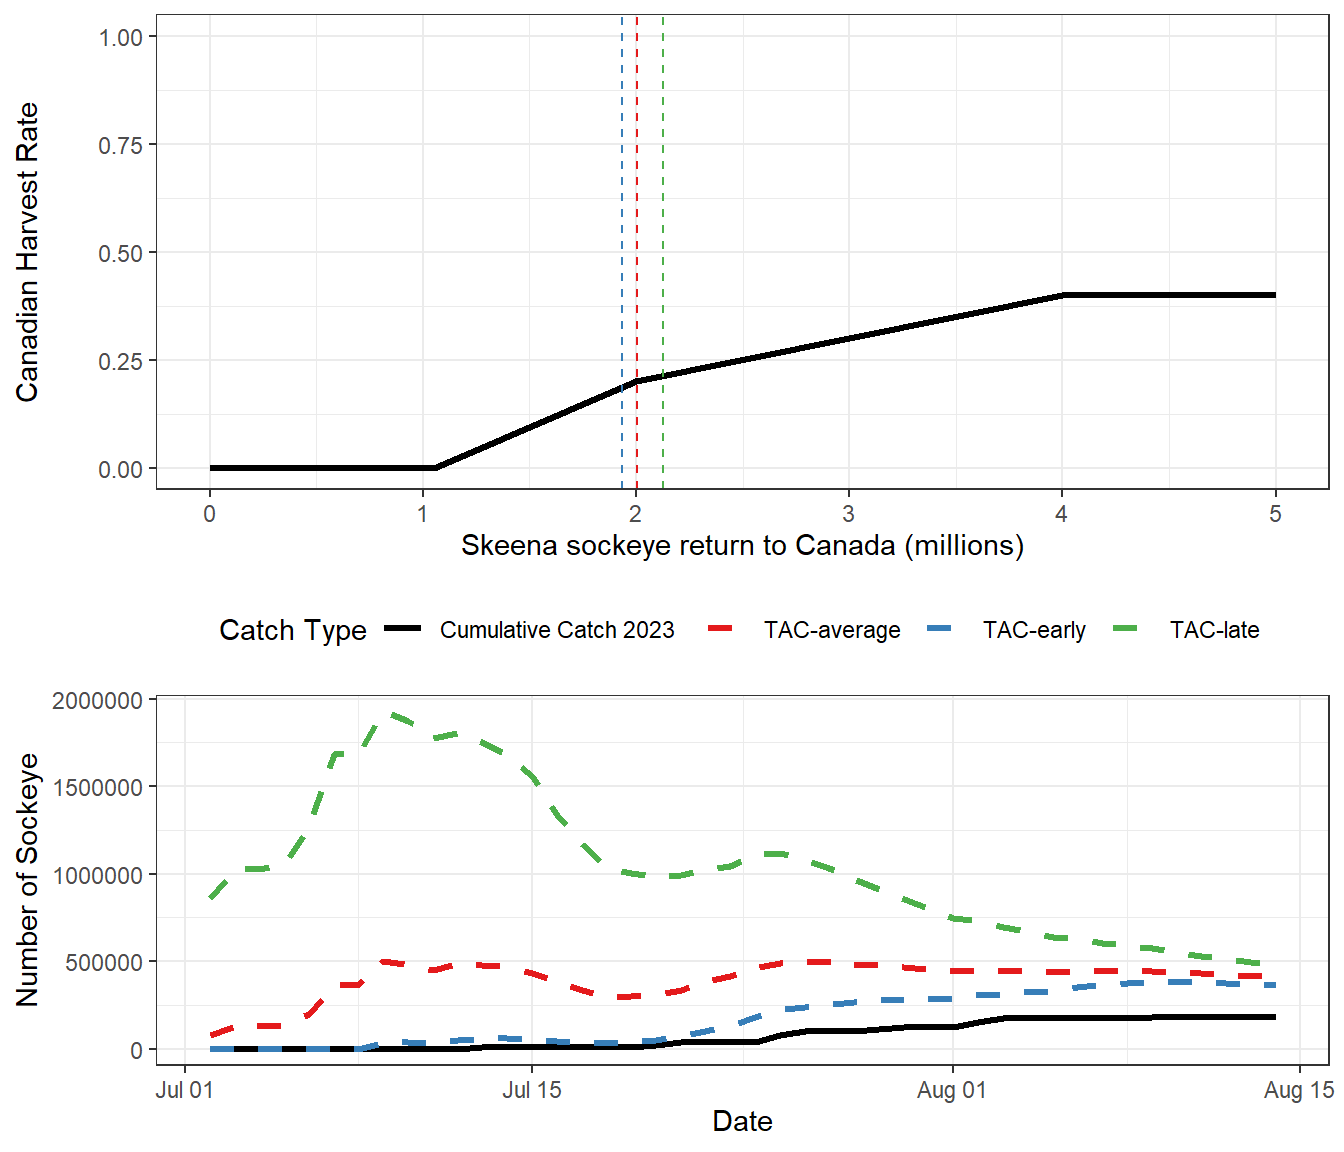 1.00
0.75
0.50
0.25
0.00
Canadian Harvest Rate
0 1 2 3 4 5
Skeena sockeye return to Canada (millions)
Catch Type Cumulative Catch 2023 TAC-average TAC-early TAC-late
2000000
1500000
1000000
500000
0
Number of Sockeye
Jul 01 Jul 15 Aug 01 Aug 15
Date